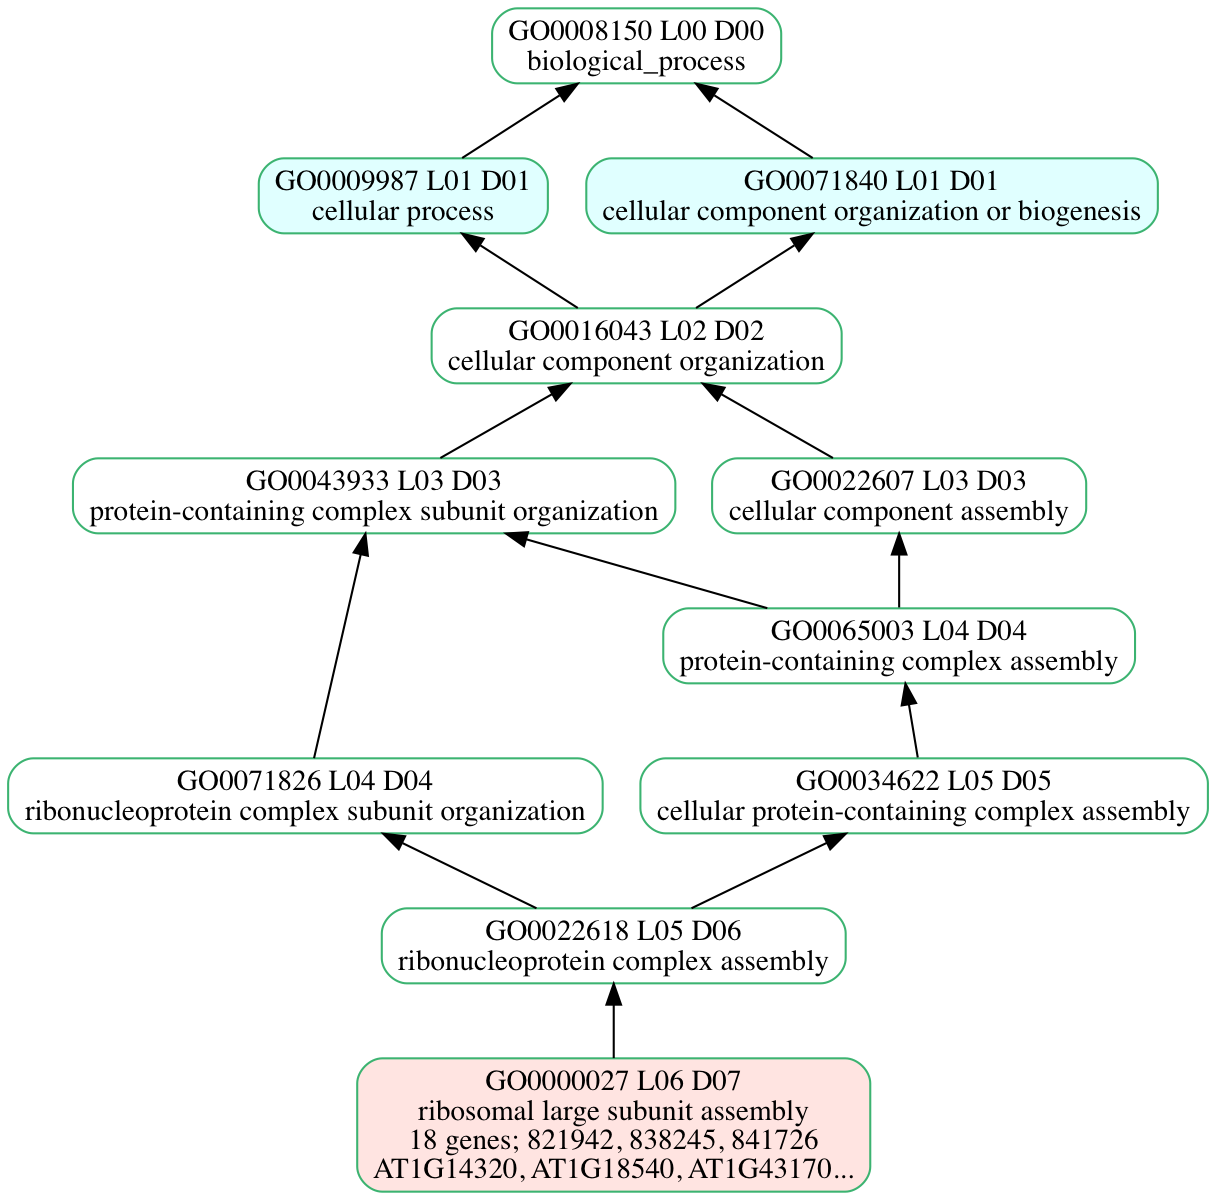 GO0008150 L00 D00
biological_process
GO0009987 L01 D01
cellular process
GO0071840 L01 D01
cellular component organization or biogenesis
GO0016043 L02 D02
cellular component organization
GO0043933 L03 D03
protein-containing complex subunit organization
GO0022607 L03 D03
cellular component assembly
GO0065003 L04 D04
protein-containing complex assembly
GO0071826 L04 D04
ribonucleoprotein complex subunit organization
GO0034622 L05 D05
cellular protein-containing complex assembly
GO0022618 L05 D06
ribonucleoprotein complex assembly
GO0000027 L06 D07
ribosomal large subunit assembly
18 genes; 821942, 838245, 841726
AT1G14320, AT1G18540, AT1G43170...